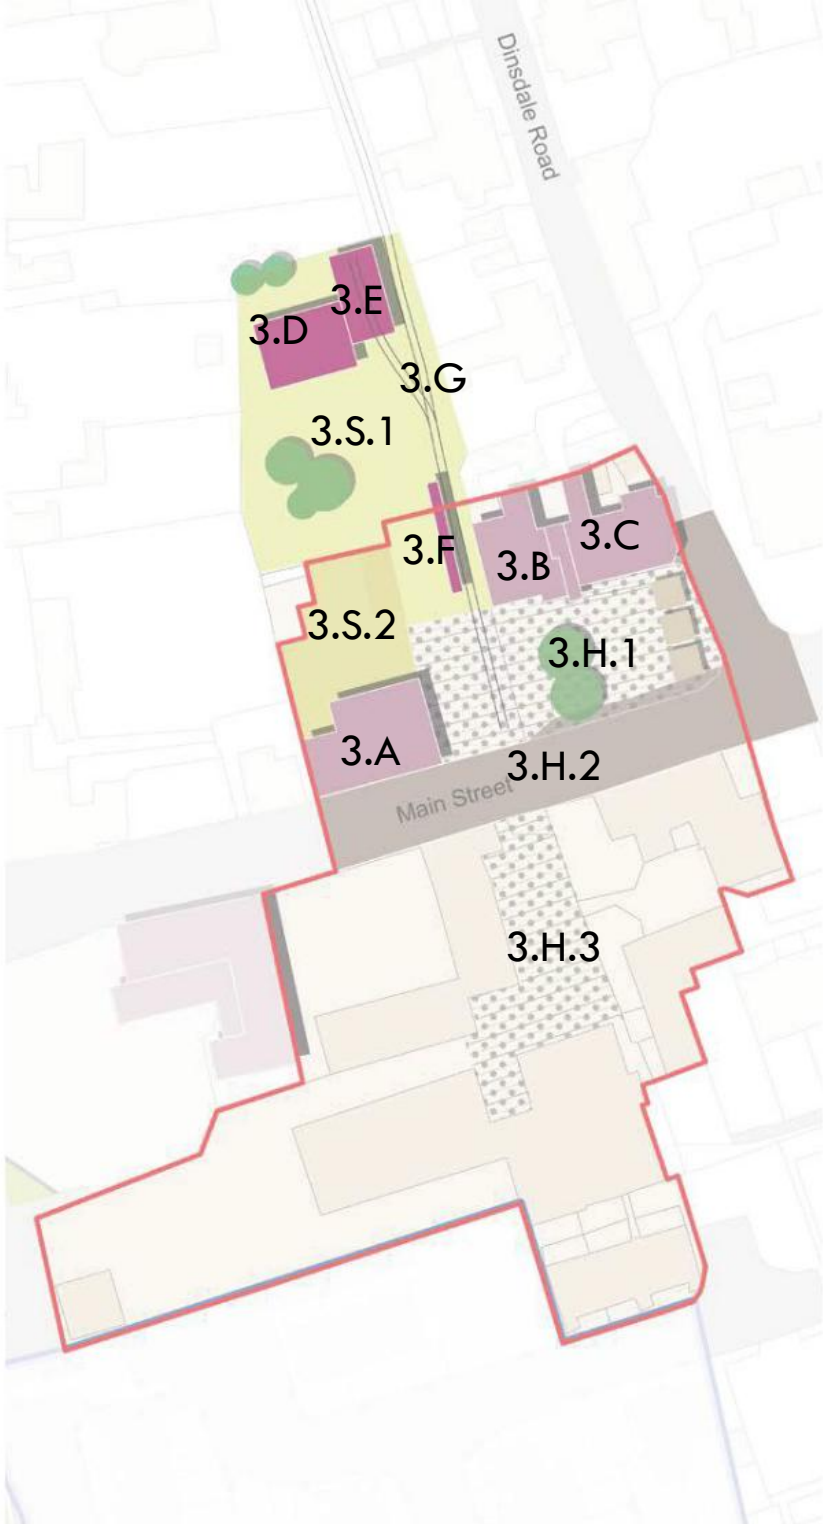 Dinsdale Road
3.E
3.D
3.G
3.S.1
3.F
3.C
3.B
3.S.2
3.H.1
3.A
3.H.2
Main Street
3.H.3